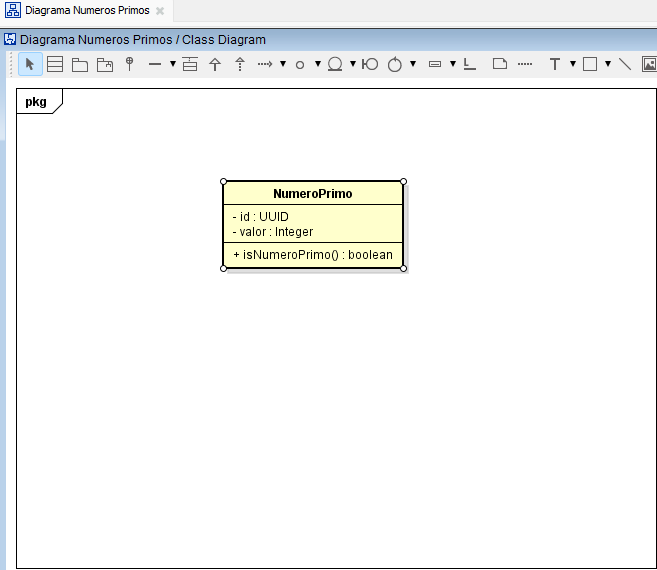 Diagrama Numeros Primos
Diagrama Numeros Primos / Class Diagram
T
pkg
NumeroPrimo
- id : UUID
- valor : Integer
+ isNumeroPrimo() : boolean